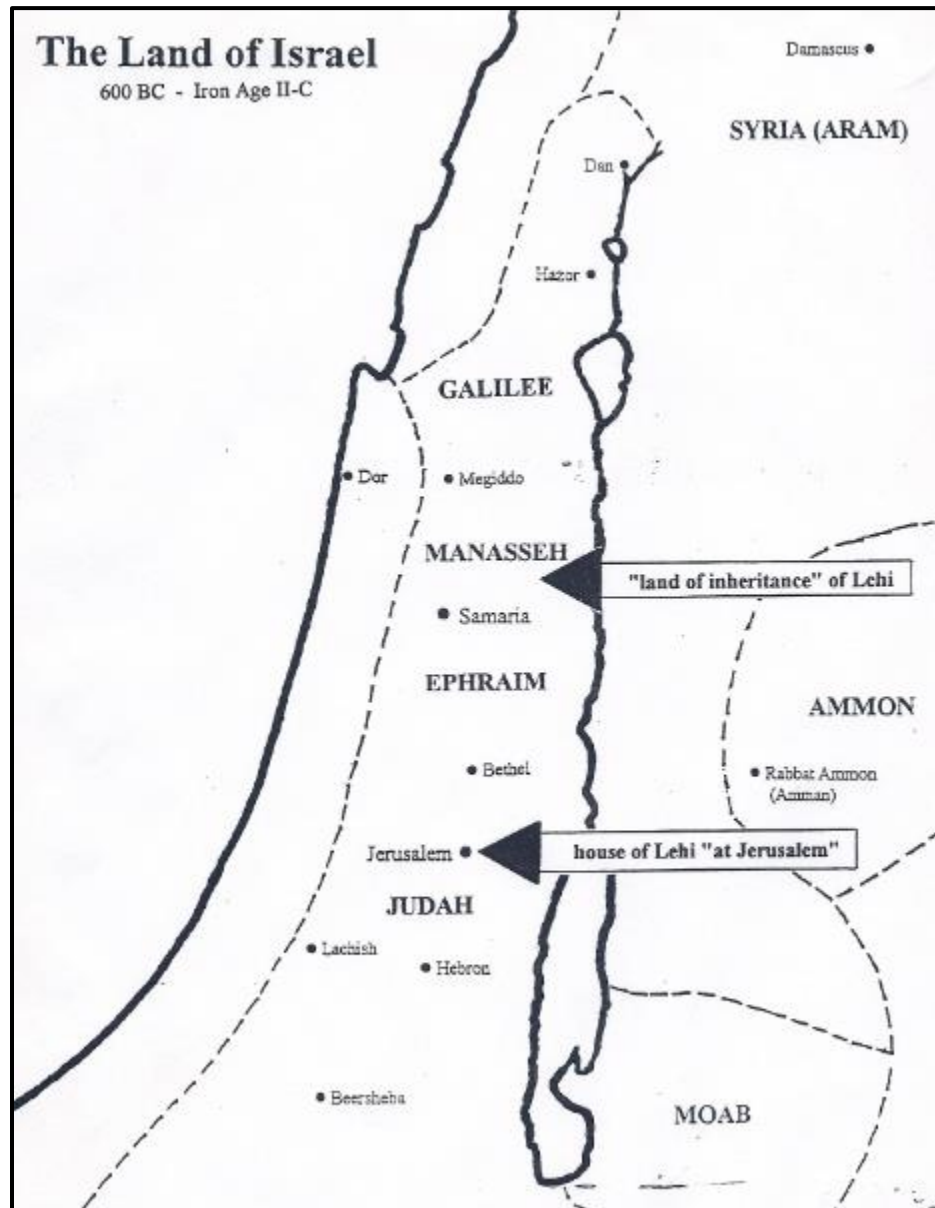 The Land of Israel
600 BC - Iron Age II-C
Damascus
SYRIA (ARAM)
Dan
Hazor
GALILEE
Dor
Megiddo
MANASSEH
"land of inheritance" of Lehi
Samaria
EPHRAIM
AMMON
Bethel
Rabbat Ammon
(Amman)
Jerusalem
house of Lehi "at Jerusalem"
JUDAH
Lachish
Hebron
Beersheba
MOAB